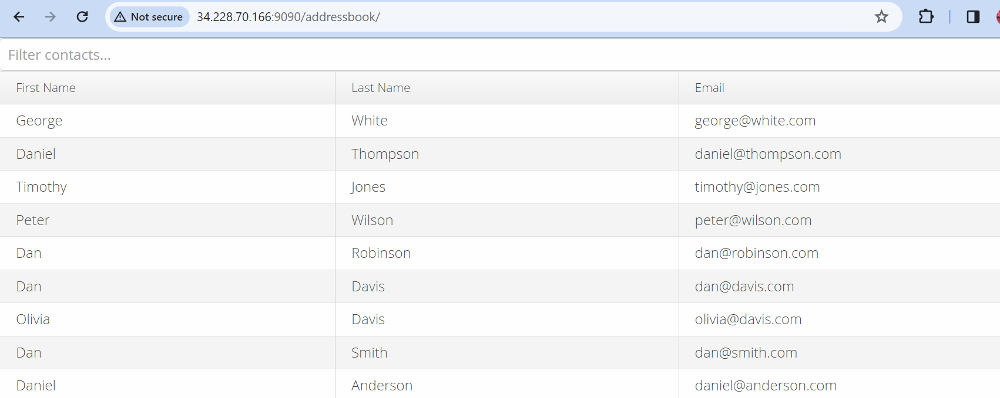 Not secure 34.228.70.166:9090/addressbook/
Filter contacts...
First Name Last Name Email
George White george@white.com
Daniel Thompson daniel@thompson.com
Timothy Jones timothy@jones.com
Peter Wilson peter@wilson.com
Dan Robinson dan@robinson.com
Dan Davis dan@davis.com
Olivia Davis olivia@davis.com
Dan Smith dan@smith.com
Daniel Anderson daniel@anderson.com